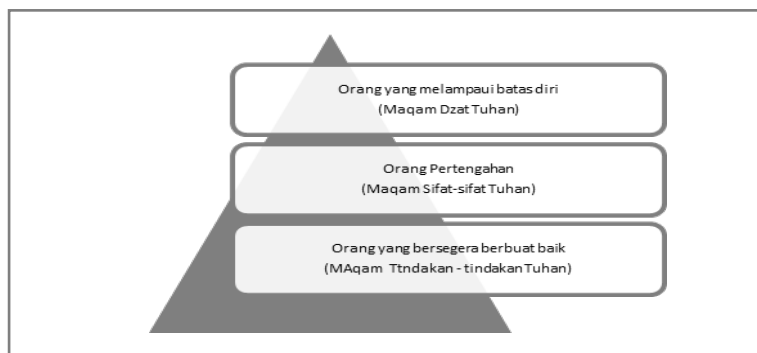 Orang yang melampaui batas diri
(Maqam Dzat Tuhan)
Orang Pertengahan
(Maqam Sifat-sifat Tuhan)
Orang yang bersegera berbuat baik
(MAqam Ttndakan - tindakan Tuhan)